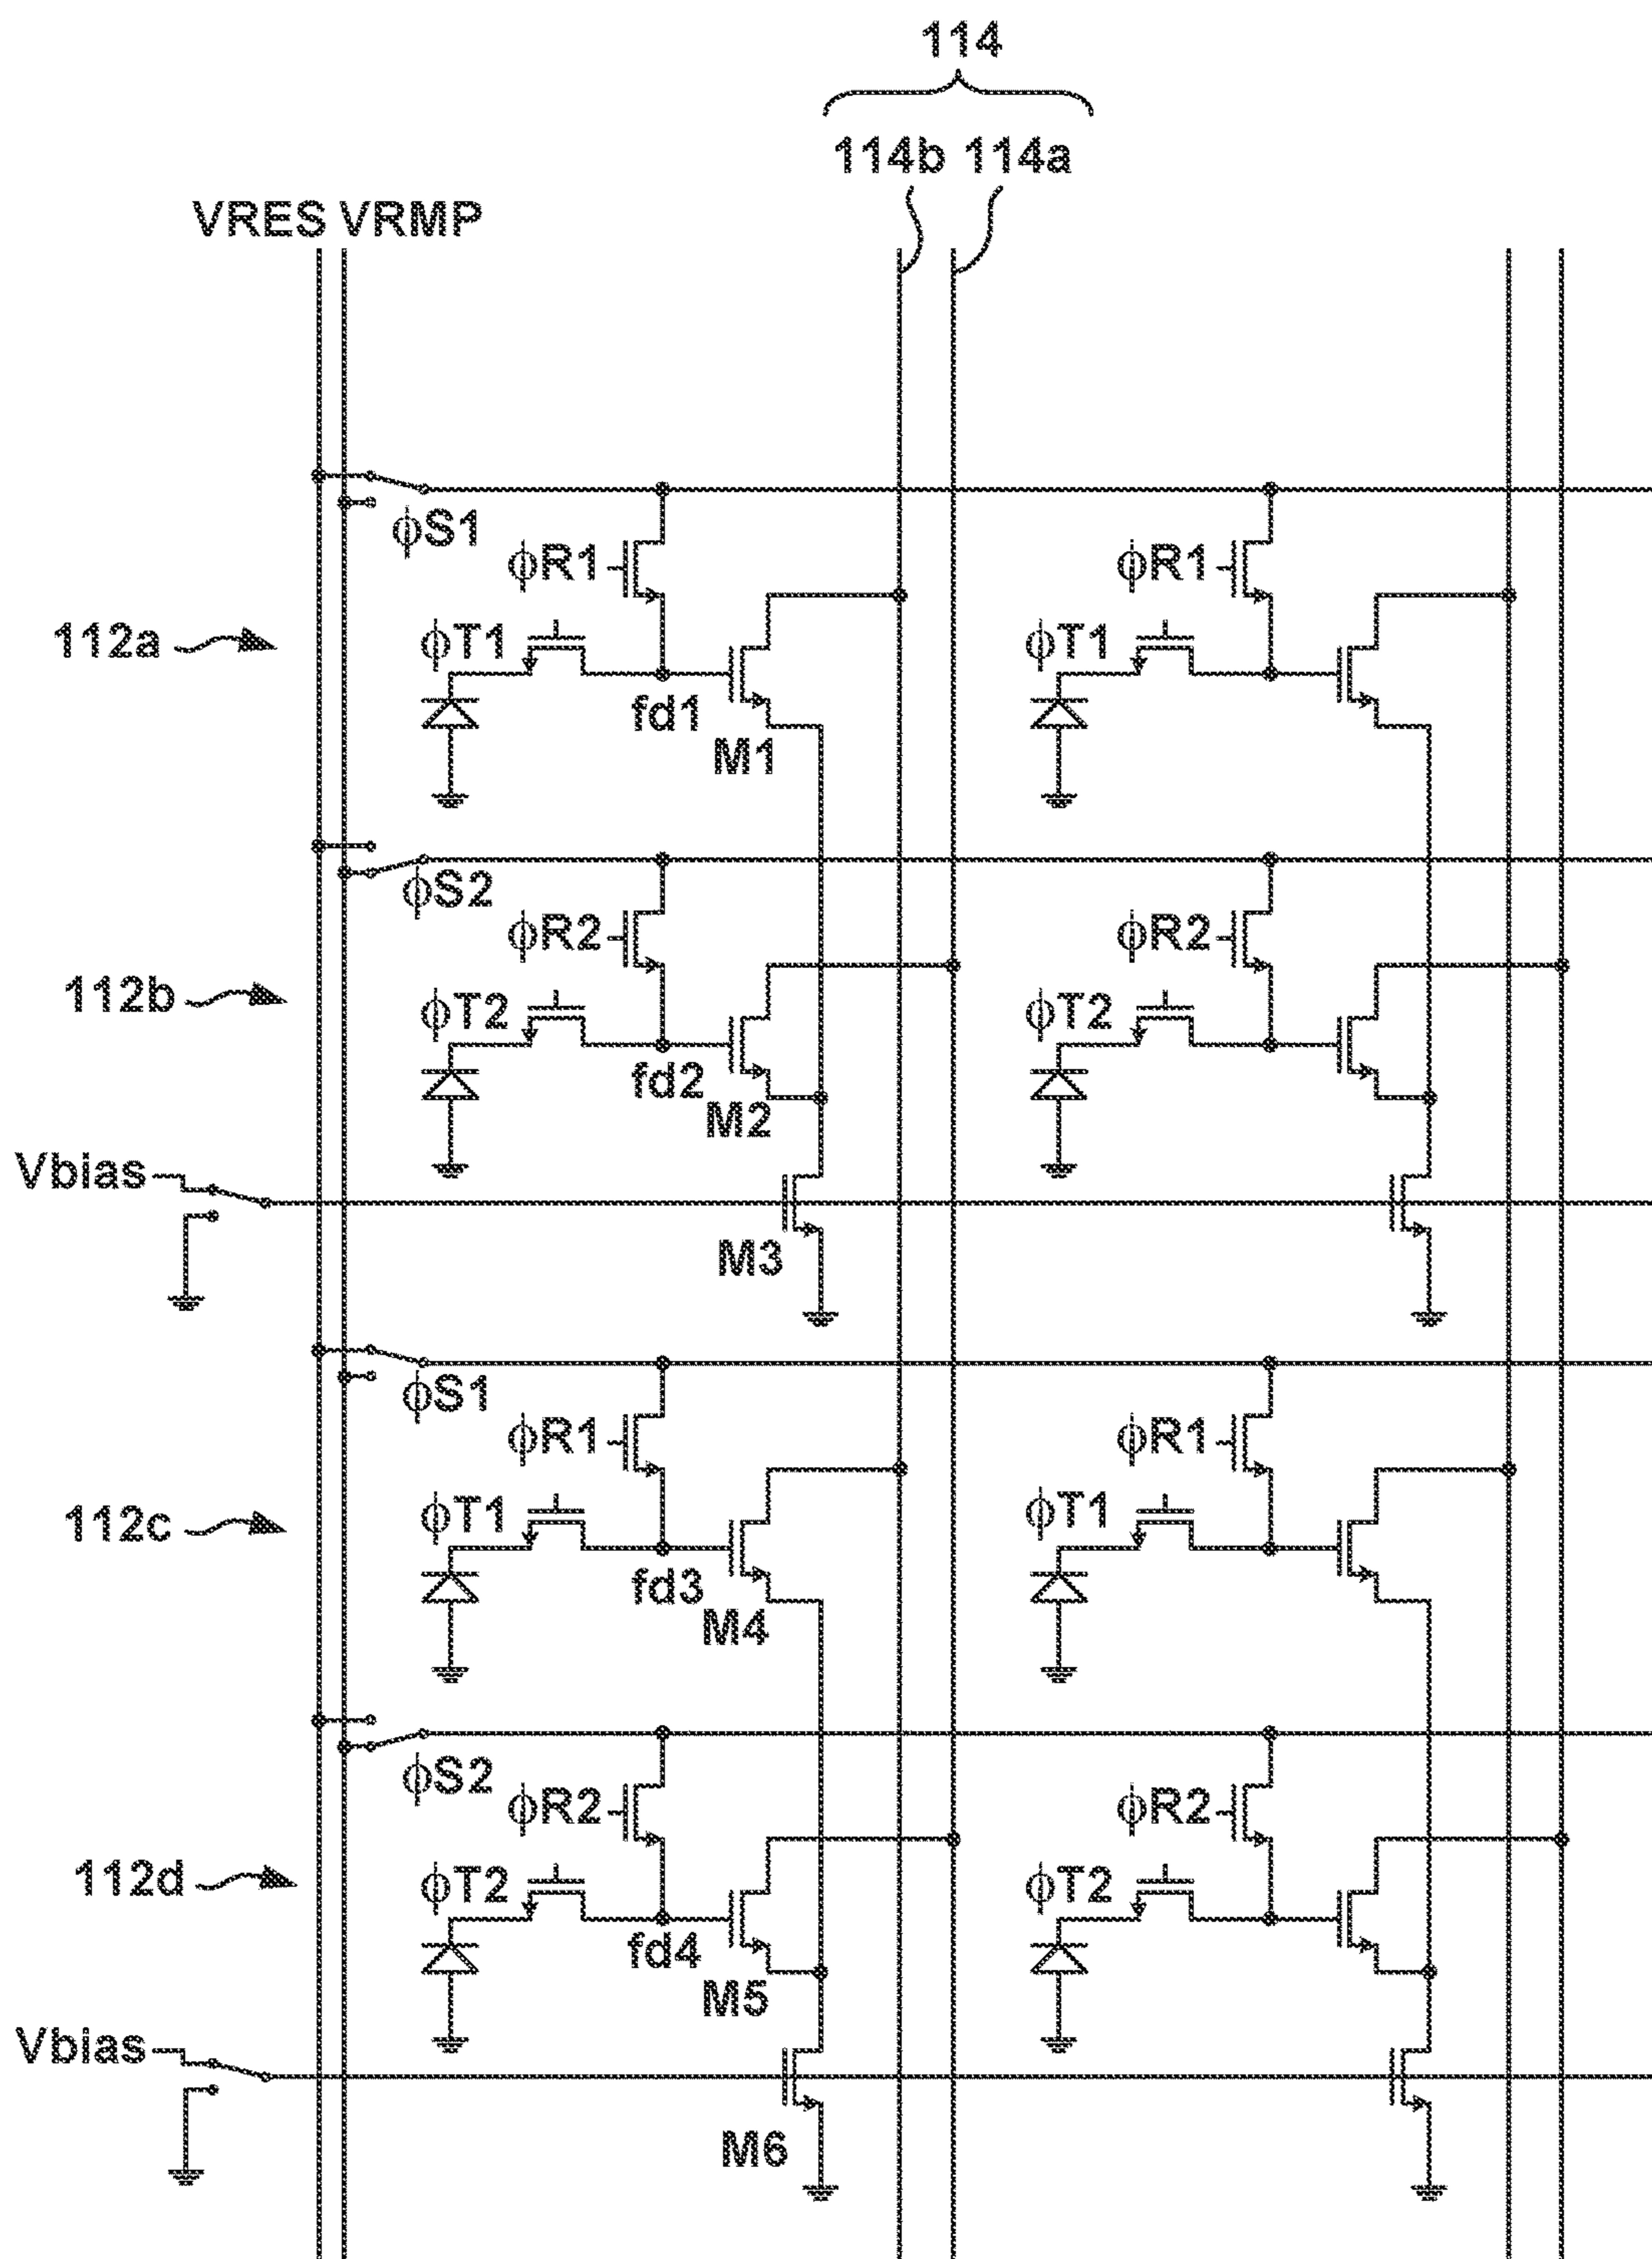 114
114b 114a
VRES VRMP
ϕS1
ϕR1 ϕR1
112a ϕT1 ϕT1
fd1
M1
ϕS2
ϕR2 ϕR2
112b ϕT2 ϕT2
fd2
M2
Vbias
M3
ϕS1
ϕR1 ϕR1
112c ϕT1 ϕT1
fd3
M4
ϕS2
ϕR2 ϕR2
112d ϕT2 ϕT2
fd4
M5
Vbias
M6